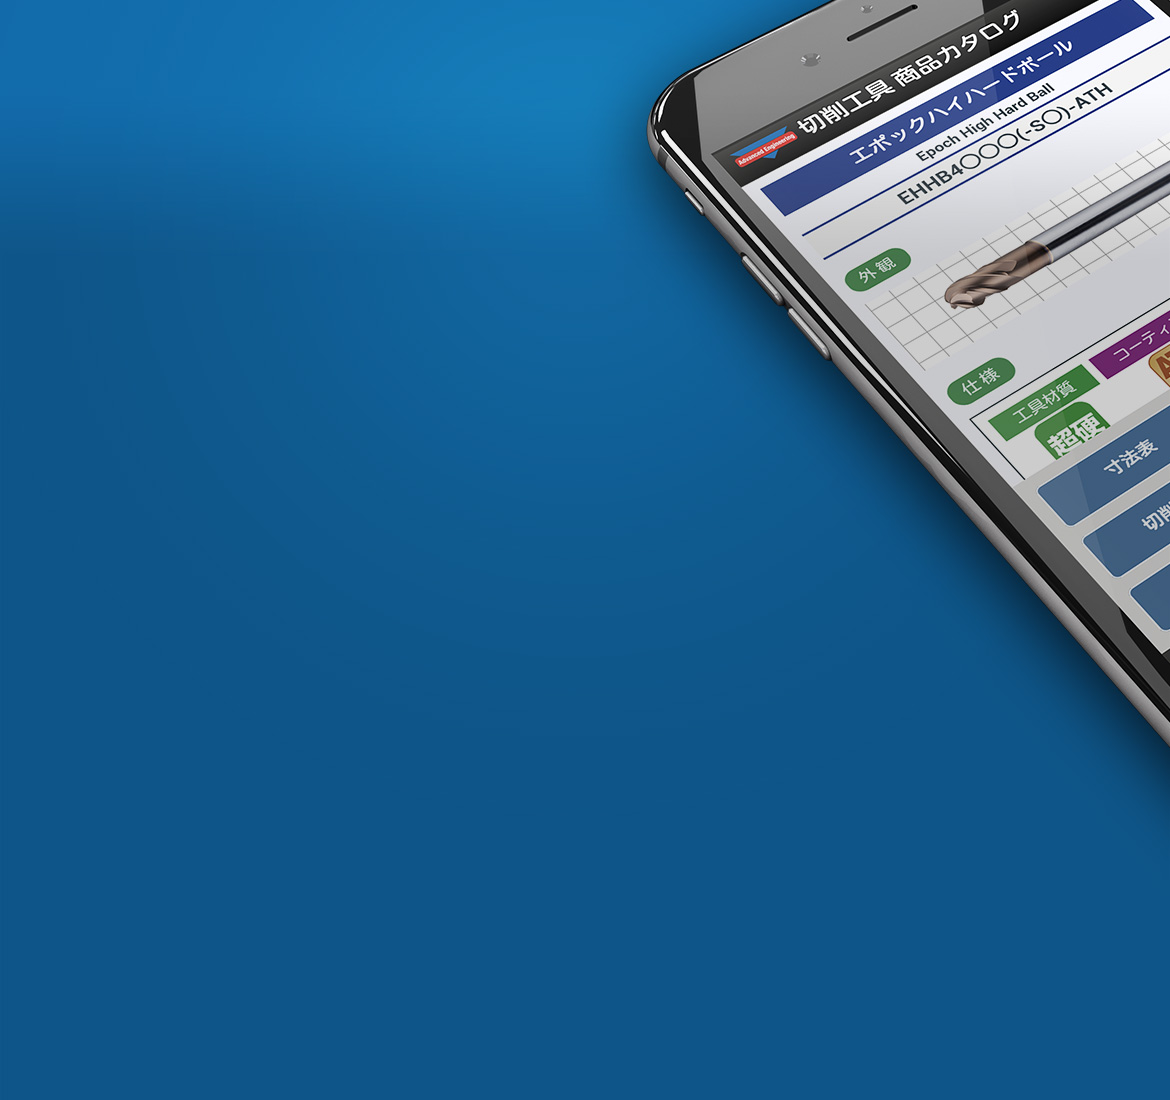 Advanced Engineering
切削工具 商品カタログ
エポックハイハードボール
Epoch High Hard Ball
EHHB4〇〇〇(-S〇)-ATH
外観
仕様
工具材質
コーティ
超硬
寸法表
切削